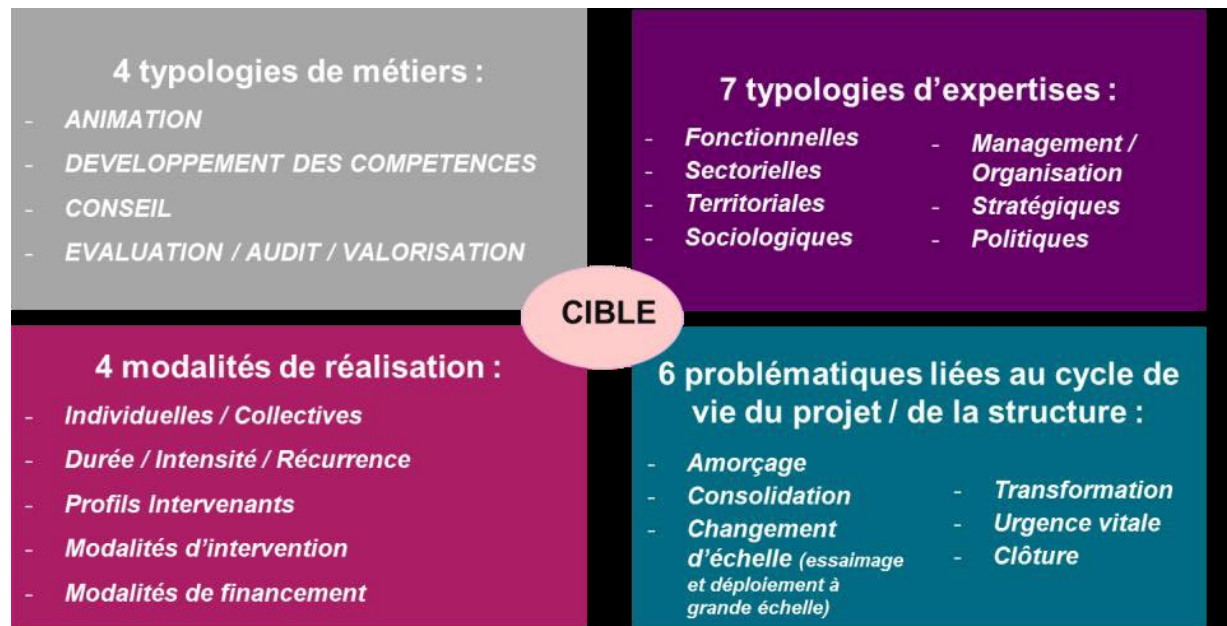 4 typologies de métiers :
- ANIMATION
- DEVELOPPEMENT DES COMPETENCES
- CONSEIL
- EVALUATION / AUDIT / VALORISATION
7 typologies d'expertises :
- Fonctionnelles
- Sectorielles
- Territoriales
- Sociologiques
- Management /
Organisation
- Stratégiques
- Politiques
CIBLE
4 modalités de réalisation :
- Individuelles / Collectives
- Durée / Intensité / Récurrence
- Profils Intervenants
- Modalités d'intervention
- Modalités de financement
6 problématiques liées au cycle de
vie du projet / de la structure :
- Amorçage
- Consolidation
- Changement
d'échelle (essaimage
et déploiement à
grande échelle)
- Transformation
- Urgence vitale
- Clôture